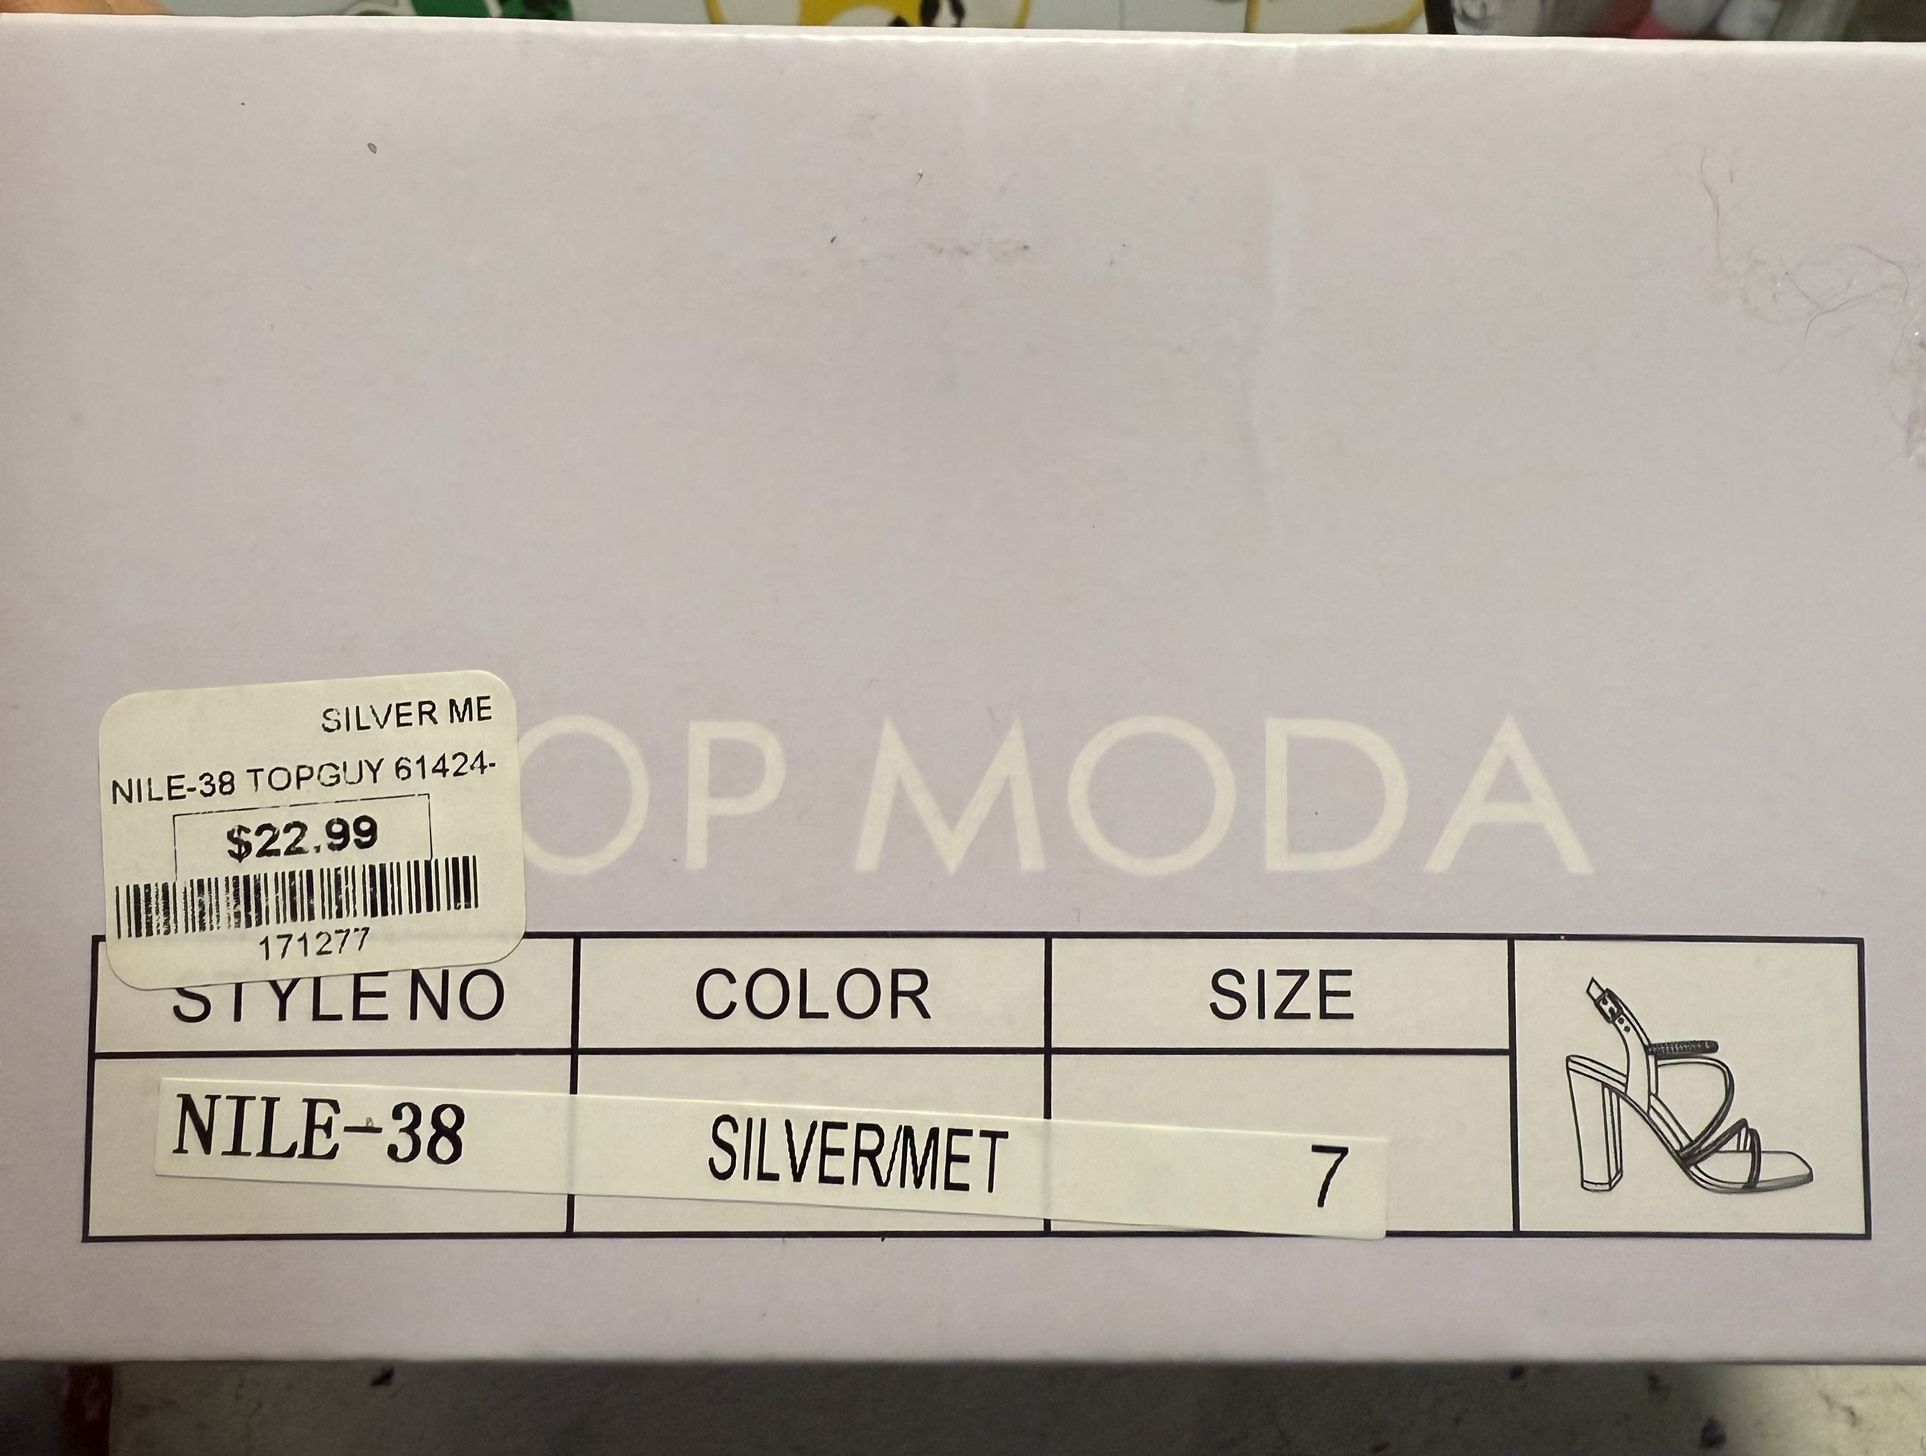 SILVER ME
NILE-38 TOPGUY 61424-
$22.99
171277
OP MODA
STYLE NO
COLOR
SIZE
NILE-38
SILVER/MET
7